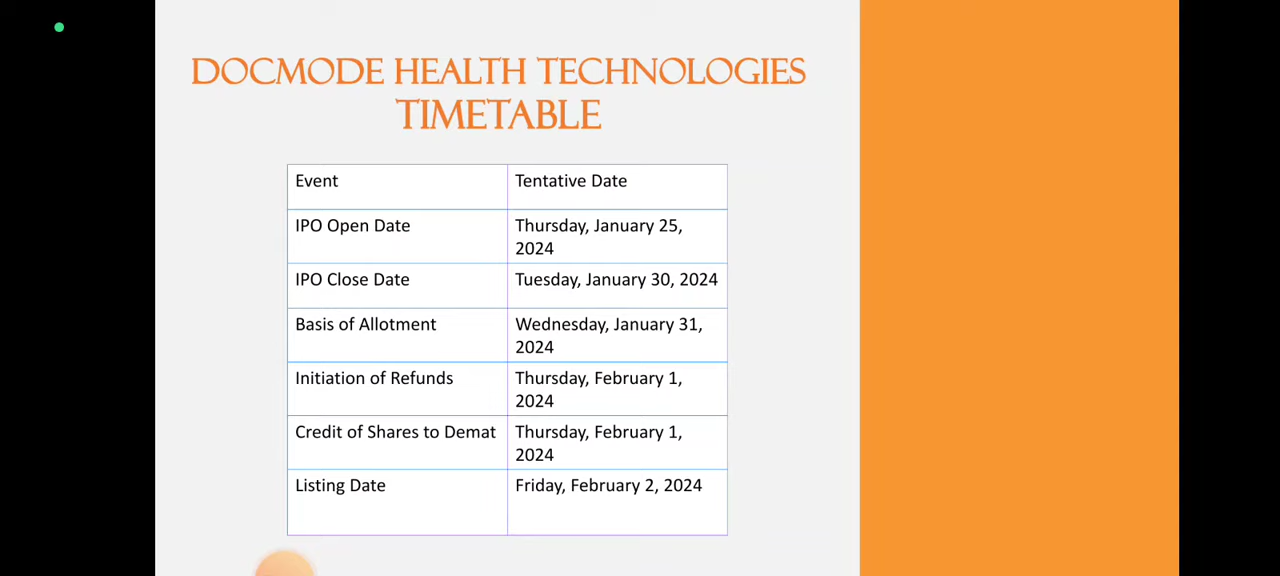 DOCMODE HEALTH TECHNOLOGIES
TIMETABLE
Event
Tentative Date
IPO Open Date
Thursday, January 25,
2024
IPO Close Date
Tuesday, January 30, 2024
Basis of Allotment
Wednesday, January 31,
2024
Initiation of Refunds
Thursday, February 1,
2024
Credit of Shares to Demat
Thursday, February 1,
2024
Listing Date
Friday, February 2, 2024